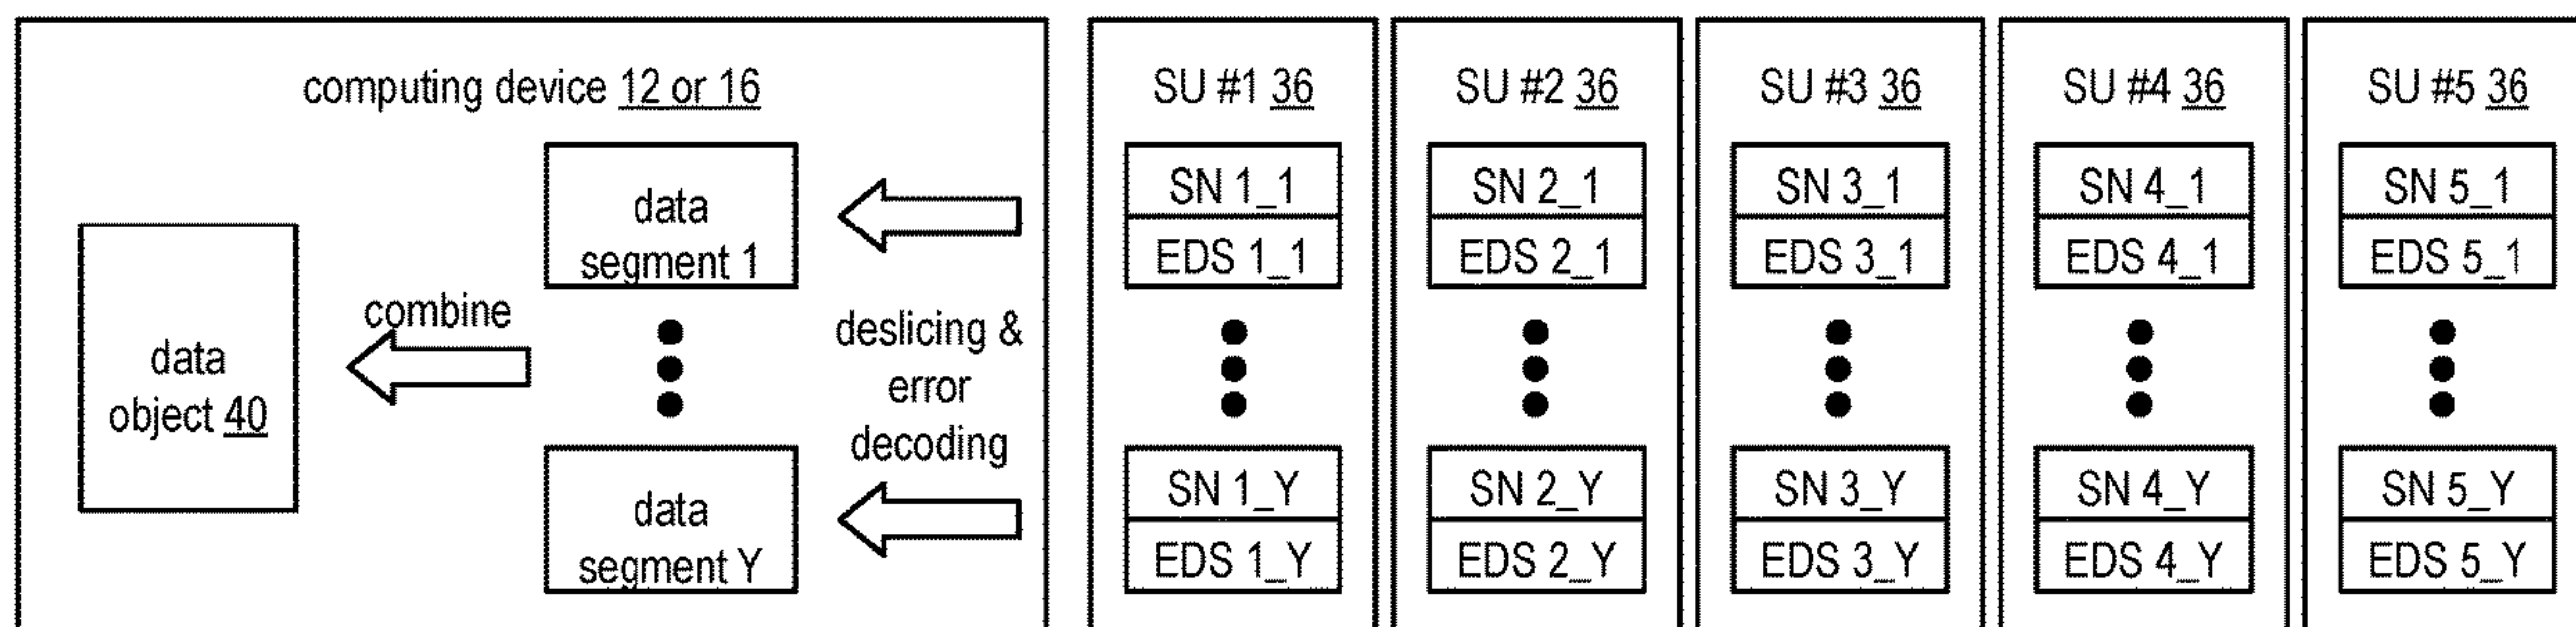 computing device 12 or 16
data
object 40
combine
data
segment 1
data
segment Y
deslicing &
error
decoding
SU #1 36
SN 1_1
EDS 1_1
SN 1_Y
EDS 1_Y
SU #2 36
SN 2_1
EDS 2_1
SN 2_Y
EDS 2_Y
SU #3 36
SN 3_1
EDS 3_1
SN 3_Y
EDS 3_Y
SU #4 36
SN 4_1
EDS 4_1
SN 4_Y
EDS 4_Y
SU #5 36
SN 5_1
EDS 5_1
SN 5_Y
EDS 5_Y